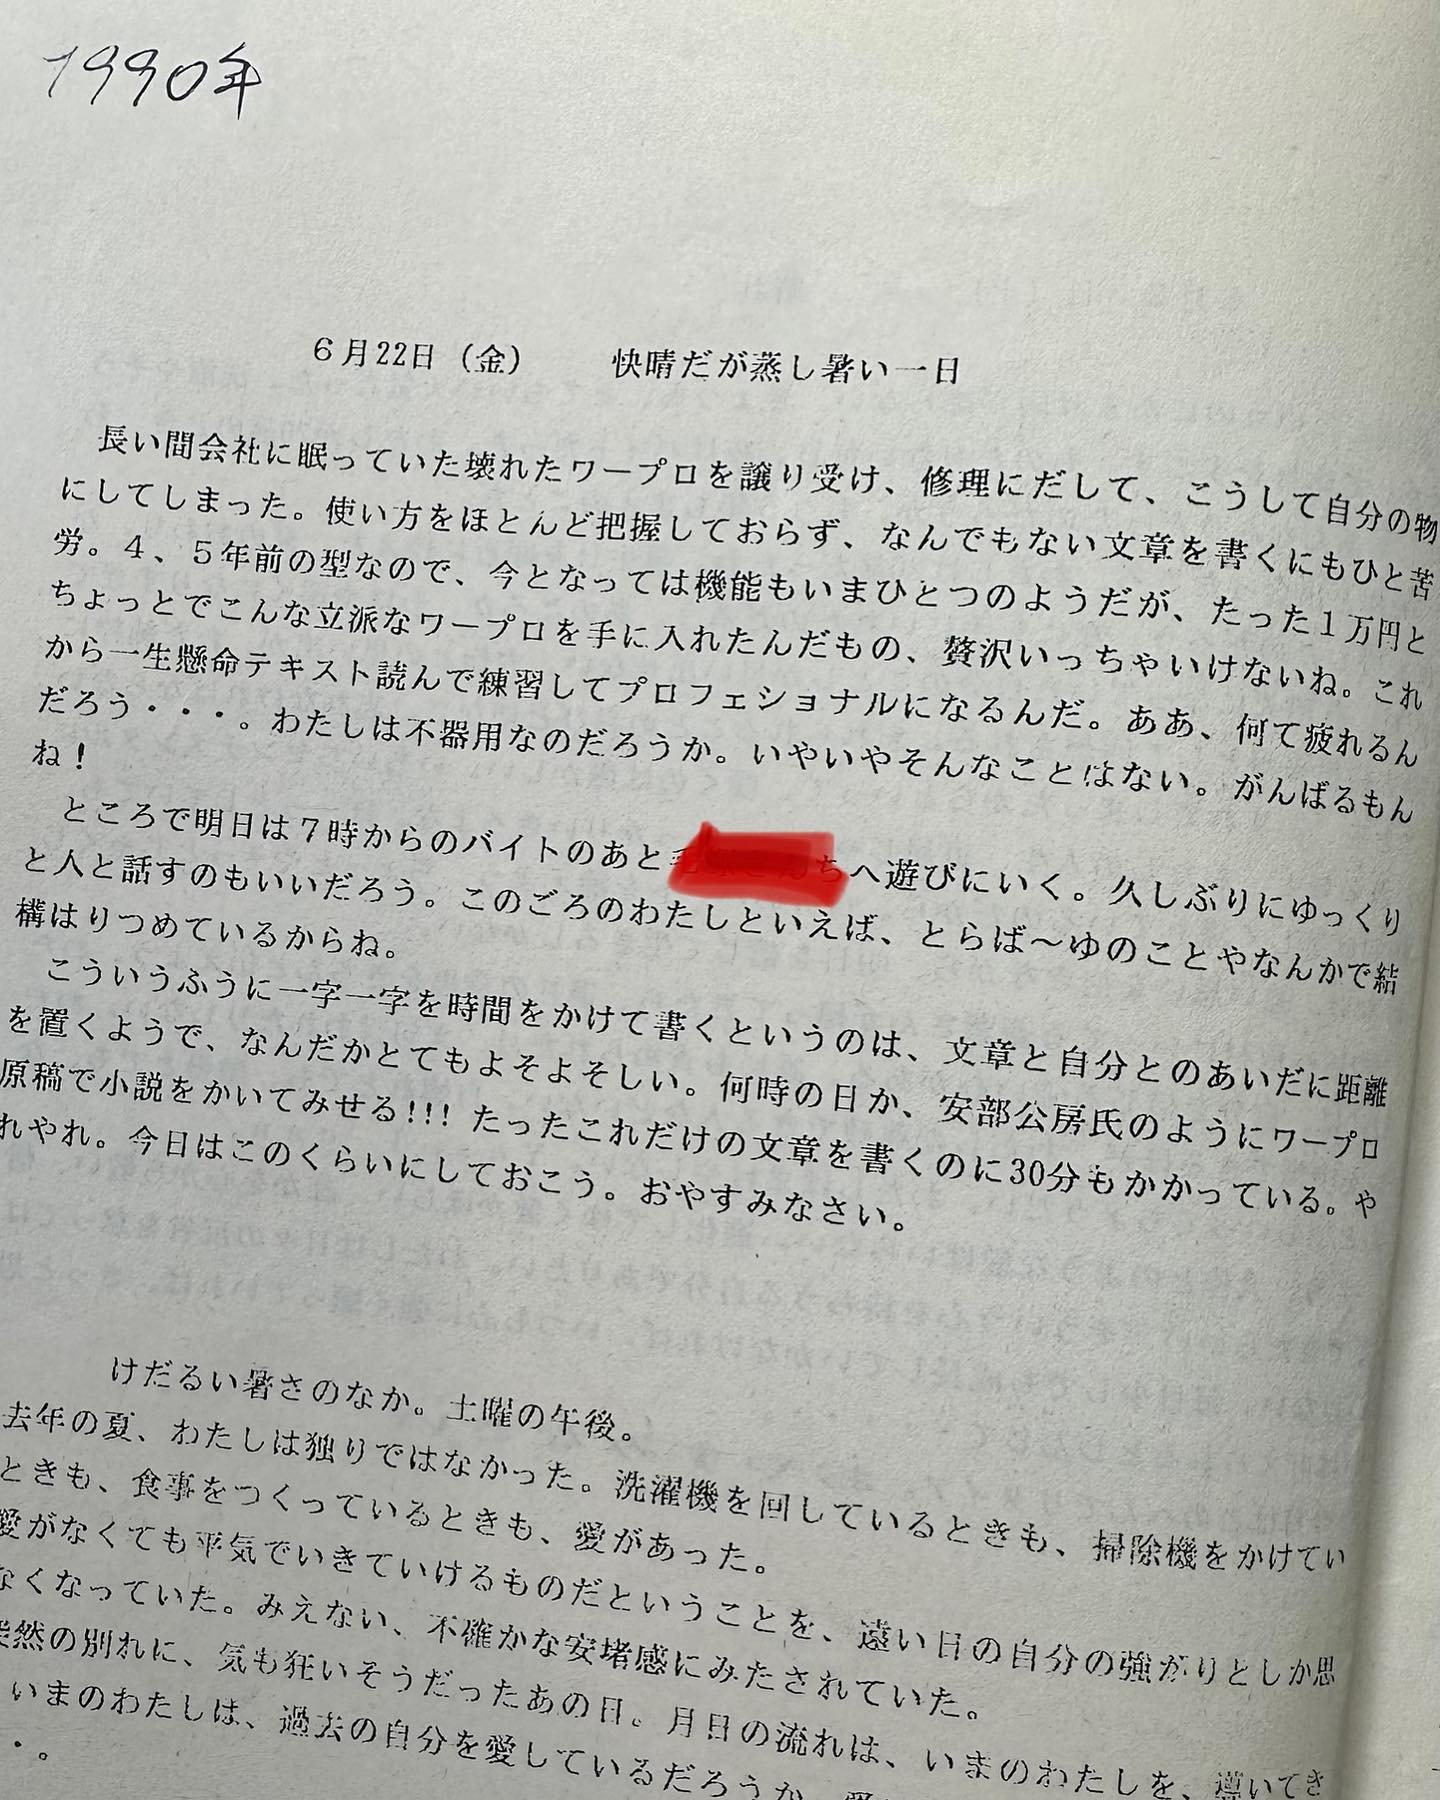 1990年
6月22日（金）　　快晴だが蒸し暑い一日
長い間会社に眠っていた壊れたワープロを譲り受け、修理にだして、こうして自分の物
にしてしまった。使い方をほとんど把握しておらず、なんでもない文章を書くにもひと苦
労。４、５年前の型なので、今となっては機能もいまひとつのようだが、たった１万円と
ちょっとでこんな立派なワープロを手に入れたんだもの、贅沢いっちゃいけないね。これ
から一生懸命テキスト読んで練習してプロフェショナルになるんだ。ああ、何て疲れるん
だろう・・・。わたしは不器用なのだろうか。いやいやそんなことはない。がんばるもん
ね！
ところで明日は７時からのバイトのあと ちへ遊びにいく。久しぶりにゆっくり
と人と話すのもいいだろう。このごろのわたしといえば、とらば～ゆのことやなんかで結
構はりつめているからね。
こういうふうに一字一字を時間をかけて書くというのは、文章と自分とのあいだに距離
を置くようで、なんだかとてもよそよそしい。何時の日か、安部公房氏のようにワープロ
原稿で小説をかいてみせる!!! たったこれだけの文章を書くのに30分もかかっている。や
れやれ。今日はこのくらいにしておこう。おやすみなさい。
けだるい暑さのなか。土曜の午後。
去年の夏、わたしは独りではなかった。洗濯機を回しているときも、掃除機をかけてい
ときも、食事をつくっているときも、愛があった。
愛がなくても平気でいきていけるものだということを、遠い日の自分の強がりとしか思
なくなっていた。みえない、不確かな安堵感にみたされていた。
突然の別れに、気も狂いそうだったあの日。月日の流れは、いまのわたしを、導いてき
いまのわたしは、過去の自分を愛しているだろうか
・。